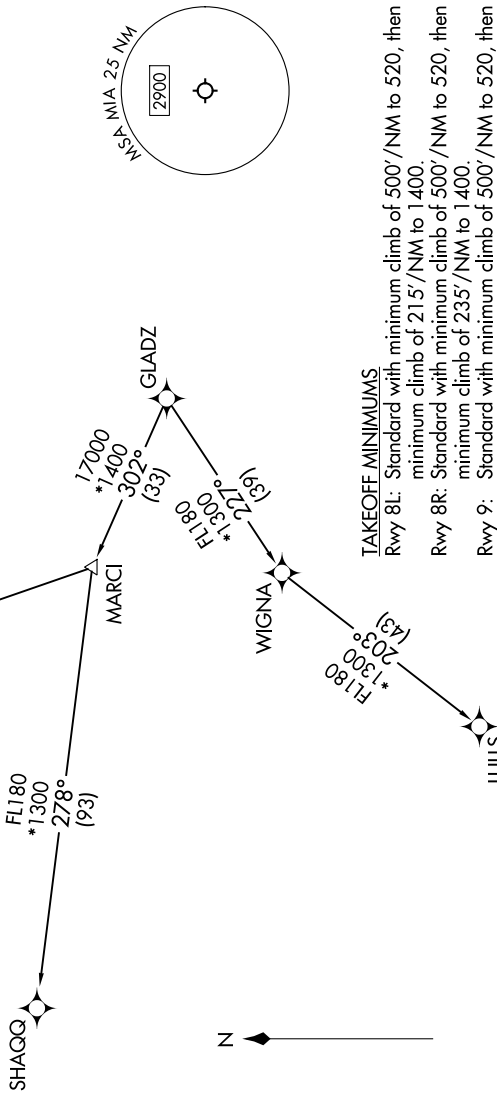 MSA MIA 25 NM
2900
GLADZ
17000
*1400
302°
(33)
MARCI
FL180
*1300
227°
(39)
WIGNA
FL180
*1300
203°
(43)
FL180
*1300
278°
(93)
SHAQQ
N
TAKEOFF MINIMUMS
Rwy 8L: Standard with minimum climb of 500'/NM to 520, then
minimum climb of 215'/NM to 1400.
Rwy 8R: Standard with minimum climb of 500'/NM to 520, then
minimum climb of 235'/NM to 1400.
Rwy 9: Standard with minimum climb of 500'/NM to 520, then